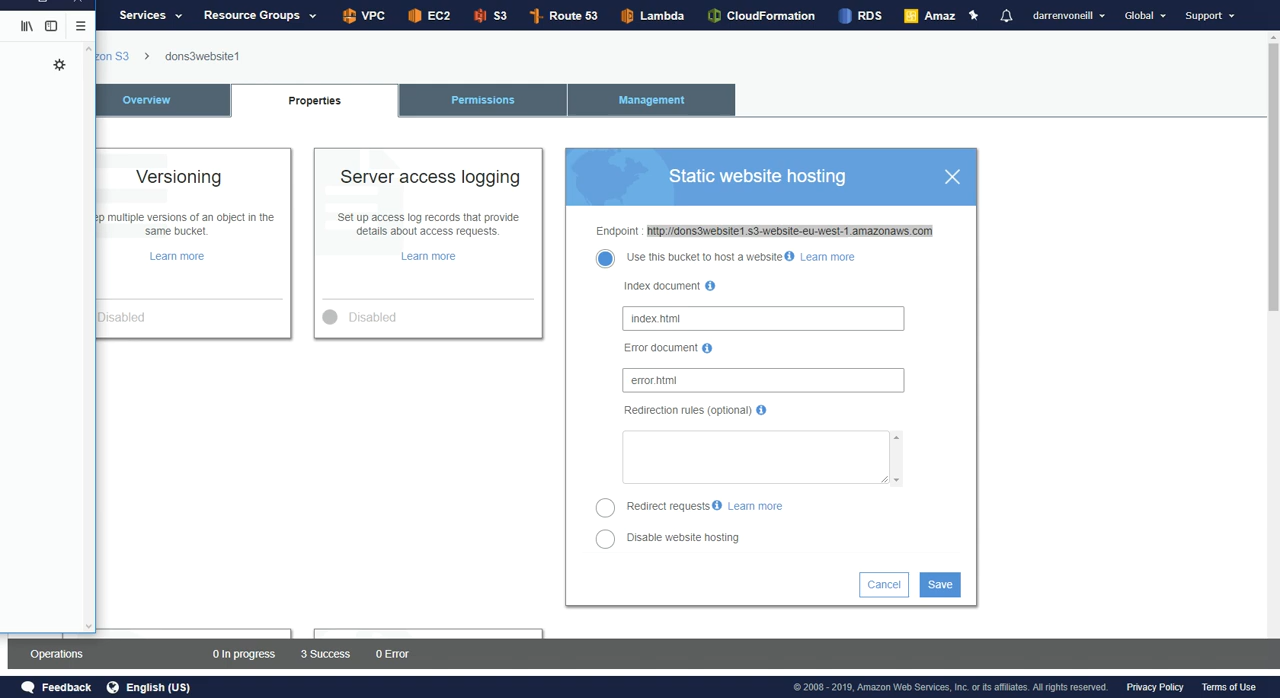 Services Resource Groups VPC EC2 S3 Route 53 Lambda CloudFormation RDS Amaz darrenvoneill Global Support
zon S3 > dons3website1
Overview Properties Permissions Management
Versioning
ep multiple versions of an object in the
same bucket.
Learn more
Disabled
Server access logging
Set up access log records that provide
details about access requests.
Learn more
Disabled
Static website hosting
Endpoint : http://dons3website1.s3-website-eu-west-1.amazonaws.com
Use this bucket to host a website Learn more
Index document
index.html
Error document
error.html
Redirection rules (optional)
Redirect requests Learn more
Disable website hosting
Cancel Save
Operations 0 In progress 3 Success 0 Error
Feedback English (US) © 2008 - 2019, Amazon Web Services, Inc. or its affiliates. All rights reserved. Privacy Policy Terms of Use